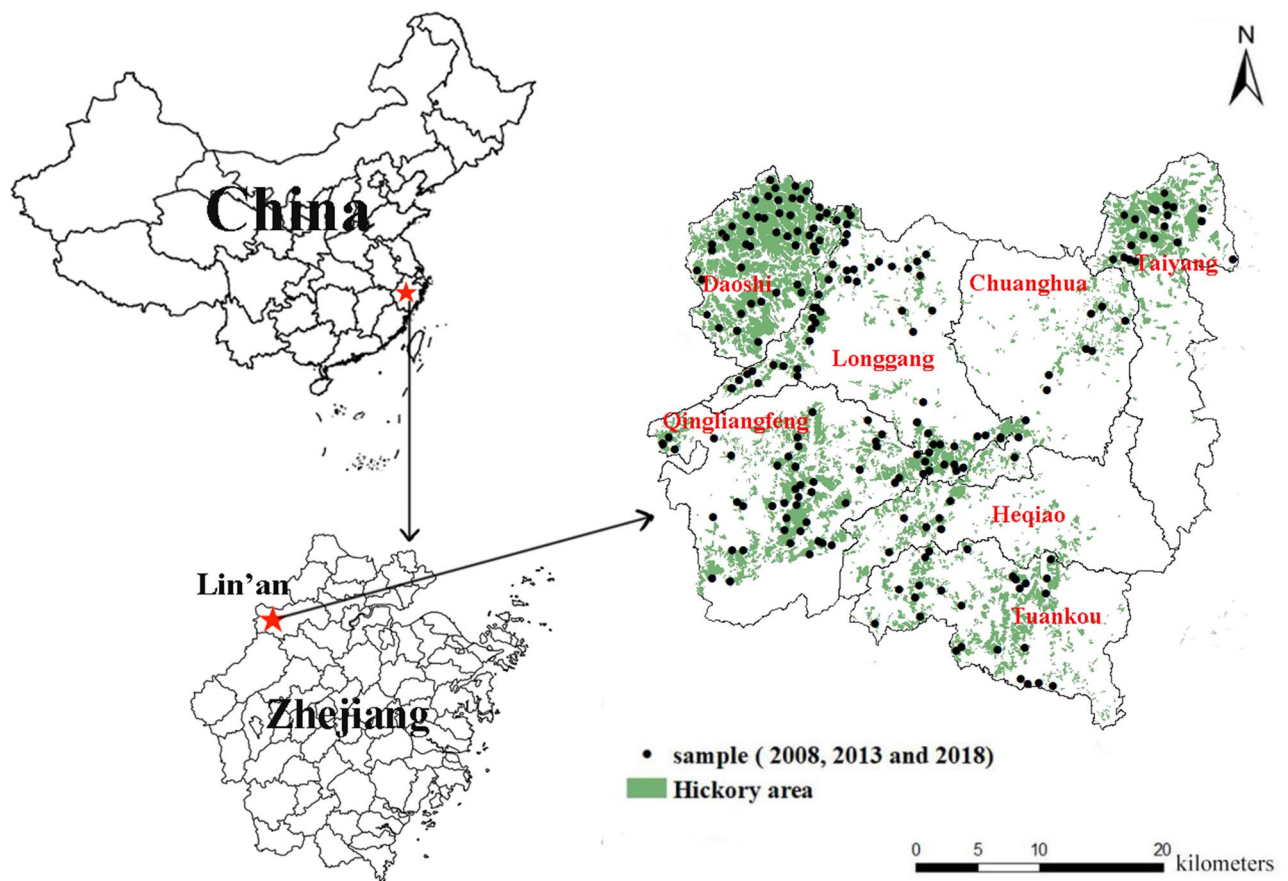 China
Lin’an
Zhejiang
N
Daoshi
Chuanghua
Taiyang
Longgang
Qingliangfeng
Heqiao
Tuankou
sample ( 2008, 2013 and 2018)
Hickory area
0 5 10 20
kilometers